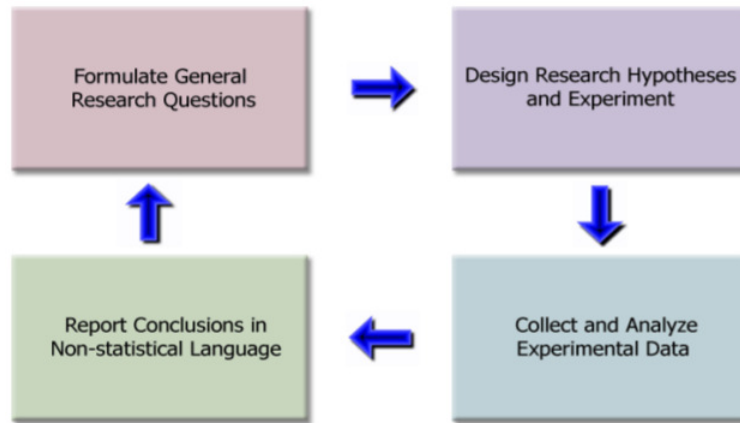 Formulate General
Research Questions
Design Research Hypotheses
and Experiment
Collect and Analyze
Experimental Data
Report Conclusions in
Non-statistical Language